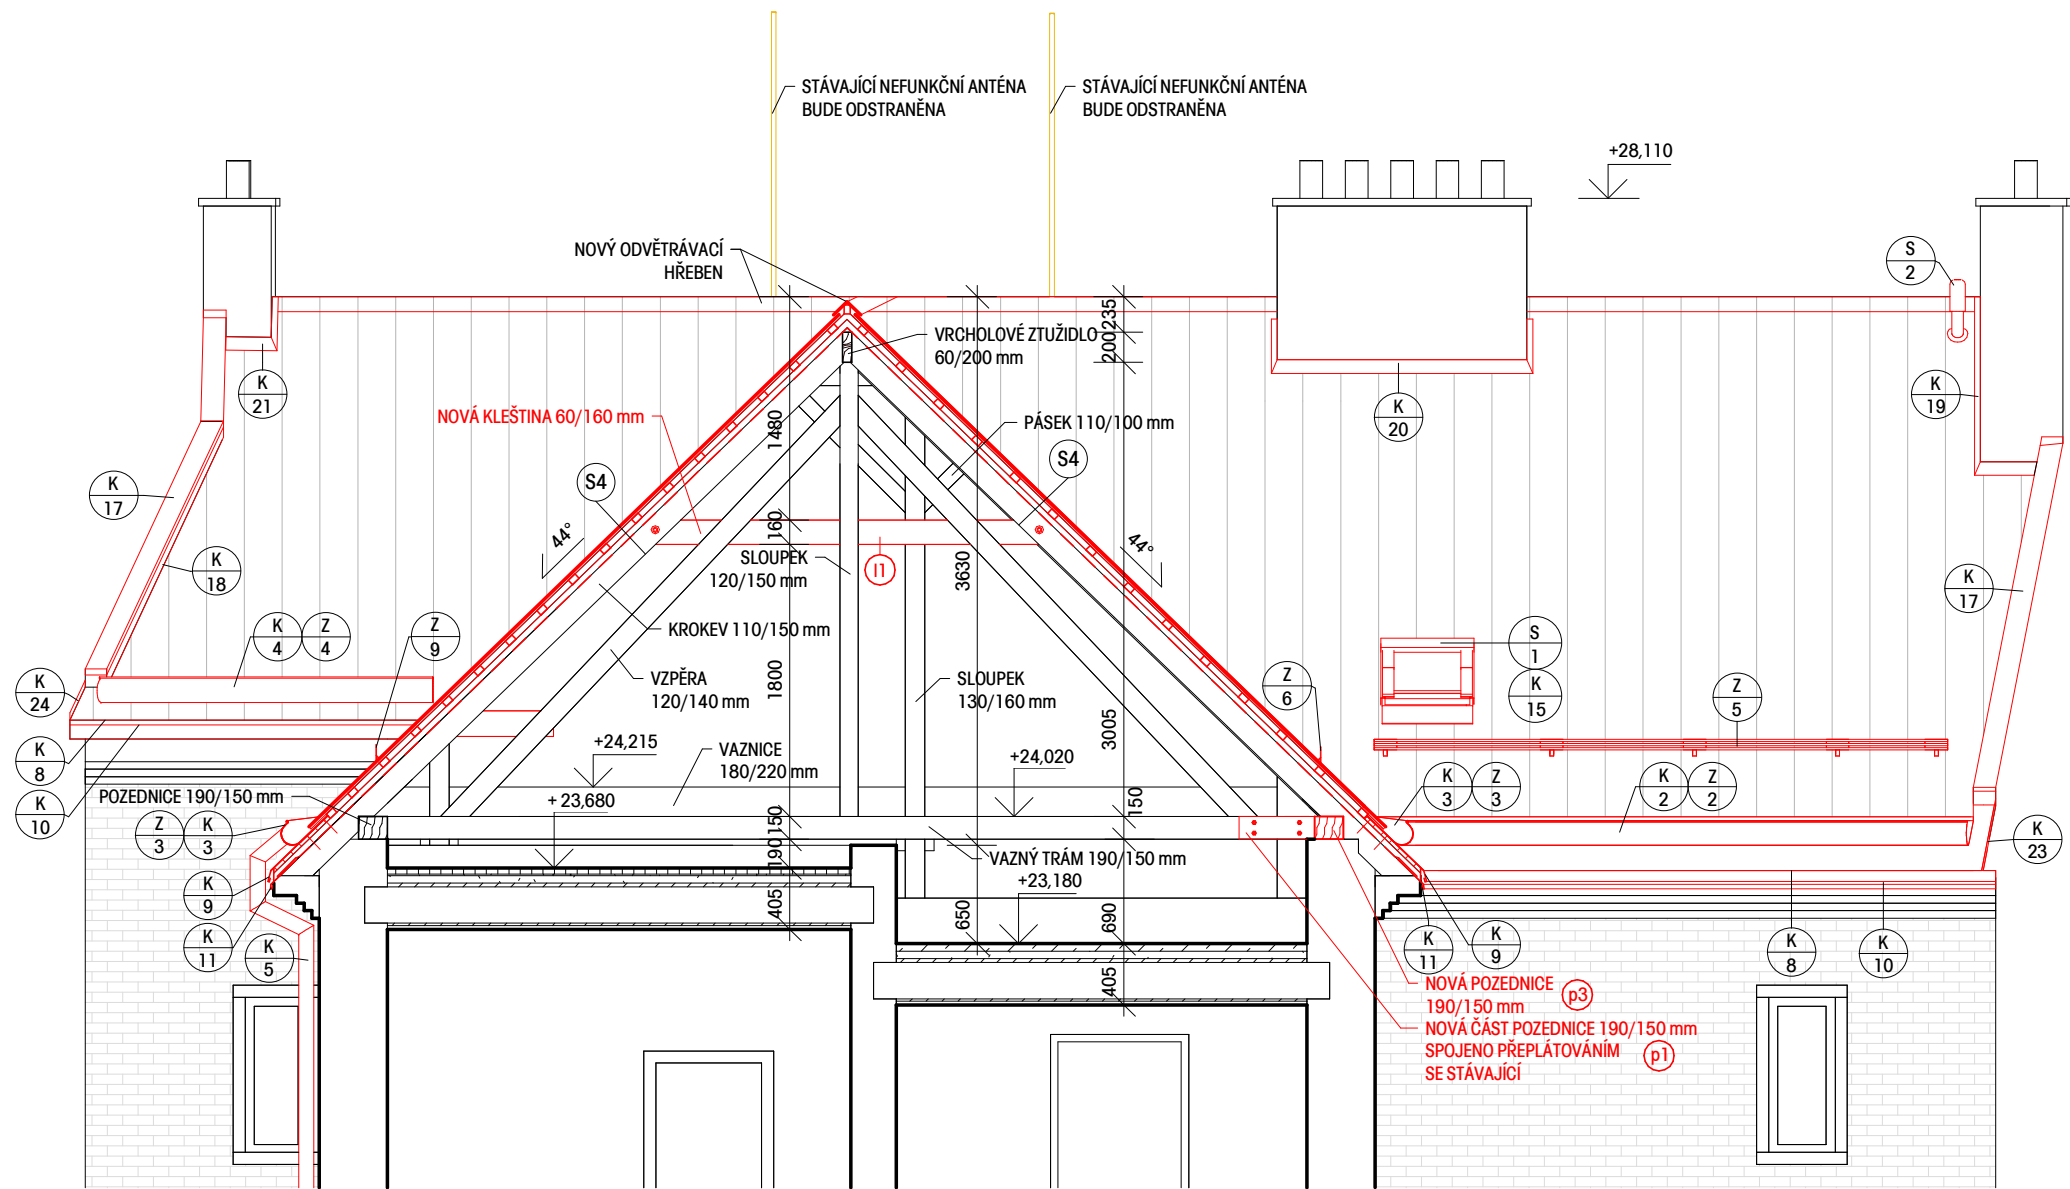 STÁVAJÍCÍ NEFUNKČNÍ ANTÉNA
BUDE ODSTRANĚNA
STÁVAJÍCÍ NEFUNKČNÍ ANTÉNA
BUDE ODSTRANĚNA
+28,110
NOVÝ ODVĚTRÁVACÍ
HŘEBEN
S
2
235
200
VRCHOLOVÉ ZTUŽIDLO
60/200 mm
K
21
K
20
K
19
NOVÁ KLEŠTINA 60/160 mm
1480
PÁSEK 110/100 mm
S4
S4
K
17
44°
160
44°
SLOUPEK
120/150 mm
l1
3630
K
18
K
17
K
4
Z
4
Z
9
KROKEV 110/150 mm
S
1
K
15
K
24
VZPĚRA
120/140 mm
1800
SLOUPEK
130/160 mm
Z
6
Z
5
3005
K
8
+24,215
VAZNICE
180/220 mm
+24,020
K
3
Z
3
K
2
Z
2
POZEDNICE 190/150 mm
+23,680
150
K
10
Z
3
K
3
150
190
VAZNÝ TRÁM 190/150 mm
K
23
+23,180
K
9
405
650
690
K
11
K
5
K
11
K
9
K
8
K
10
405
NOVÁ POZEDNICE
190/150 mm
p3
NOVÁ ČÁST POZEDNICE 190/150 mm
SPOJENO PŘEPLÁTOVÁNÍM
SE STÁVAJÍCÍ
p1